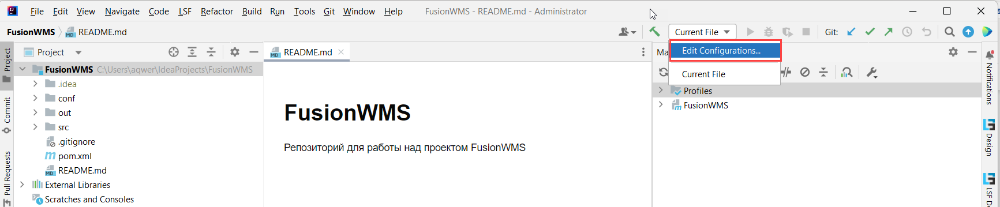 File Edit View Navigate Code LSF Refactor Build Run Tools Git Window Help FusionWMS - README.md - Administrator
FusionWMS README.md Current File Git:
Project README.md Ma Edit Configurations...
FusionWMS C:\Users\aqwer\IdeaProjects\FusionWMS
Current File
.idea
Profiles
conf
FusionWMS
out
src
.gitignore
pom.xml
README.md
External Libraries
Scratches and Consoles
FusionWMS
Репозиторий для работы над проектом FusionWMS
Project
Commit
Pull Requests
Notifications
Design
LSF D